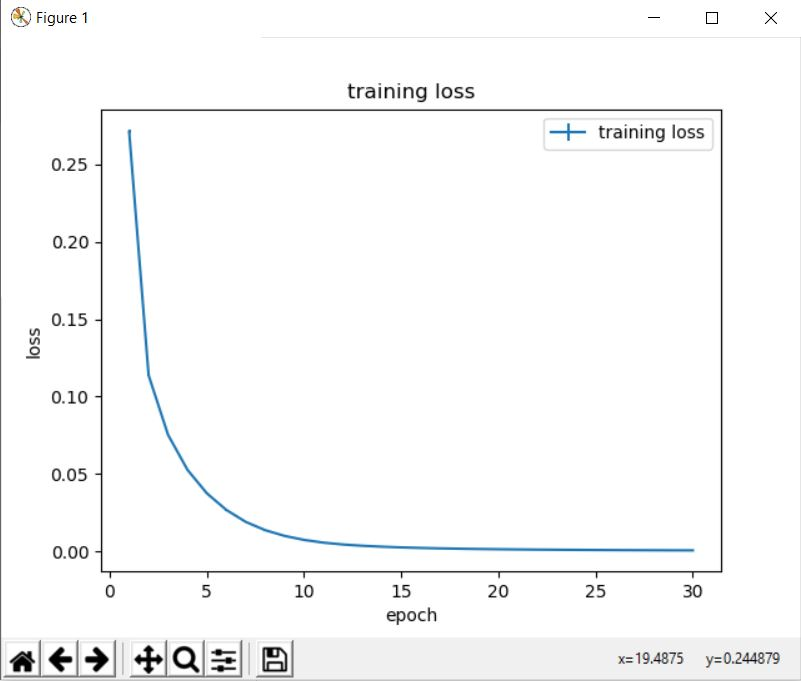 Figure 1
training loss
training loss
0.25
0.20
0.15
0.10
0.05
0.00
loss
0 5 10 15 20 25 30
epoch
x=19.4875 y=0.244879